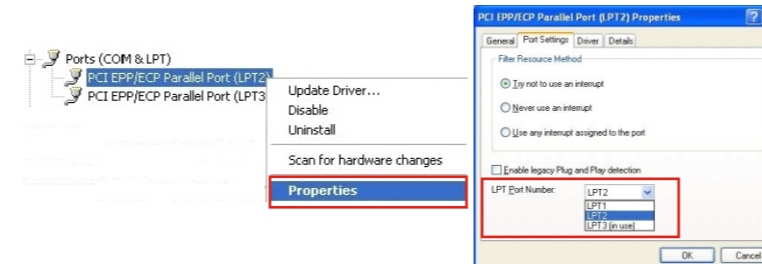 Ports (COM & LPT)
PCI EPP/ECP Parallel Port (LPT2)
PCI EPP/ECP Parallel Port (LPT3
Update Driver...
Disable
Uninstall
Scan for hardware changes
Properties
PCI EPP/ECP Parallel Port (LPT2) Properties
General Port Settings Driver Details
Filter Resource Method
Try not to use an interrupt
Never use an interrupt
Use any interrupt assigned to the port
Enable legacy Plug and Play detection
LPT Port Number: LPT2
LPT1
LPT2
LPT3 (in use)
OK Cancel